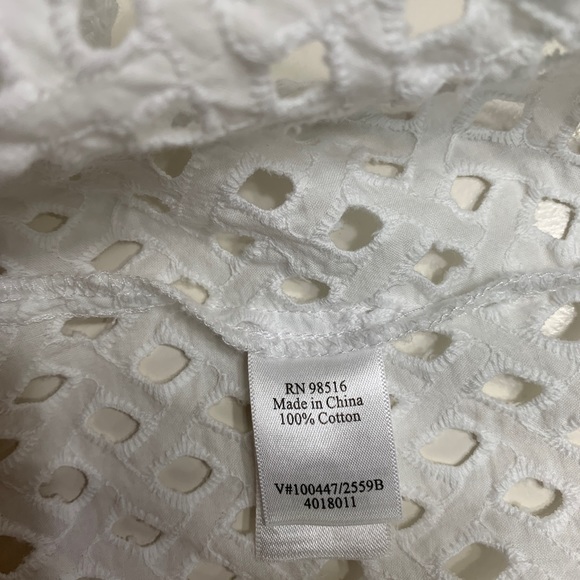 RN 98516
Made in China
100% Cotton
V#100447/2559B
4018011